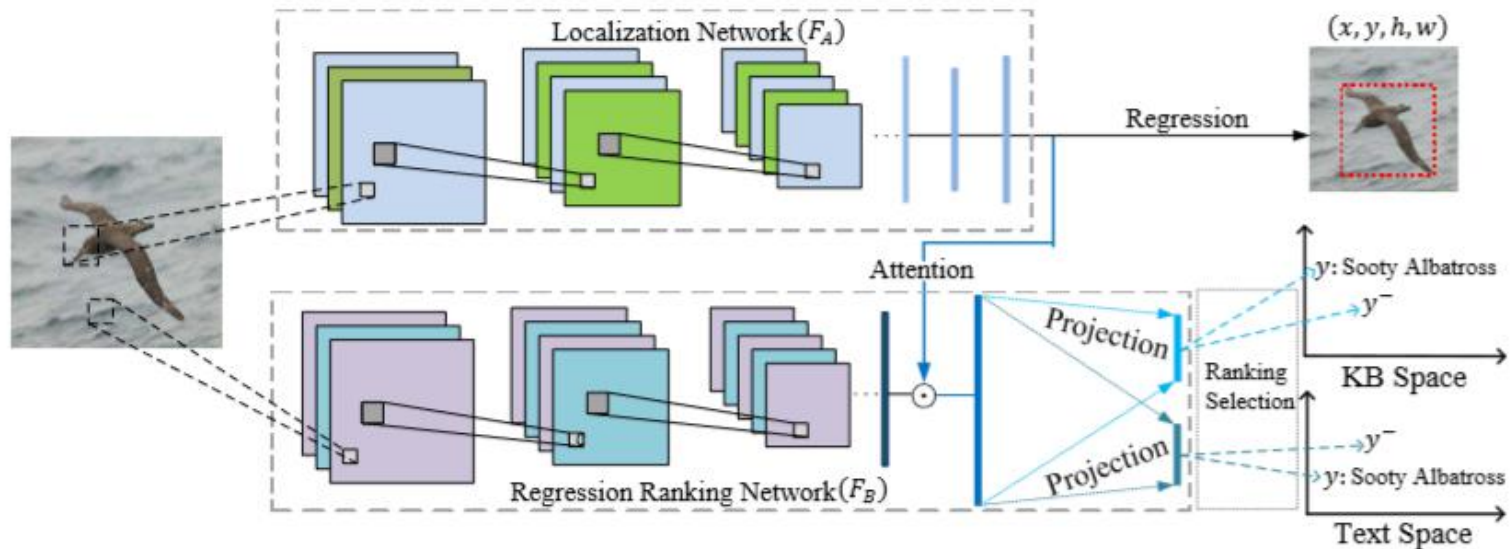 Localization Network(F_A)
(x, y, h, w)
Regression
Attention
y: Sooty Albatross
y⁻
Projection
Ranking
Selection
KB Space
Projection
y⁻
y: Sooty Albatross
Regression Ranking Network(F_B)
Text Space